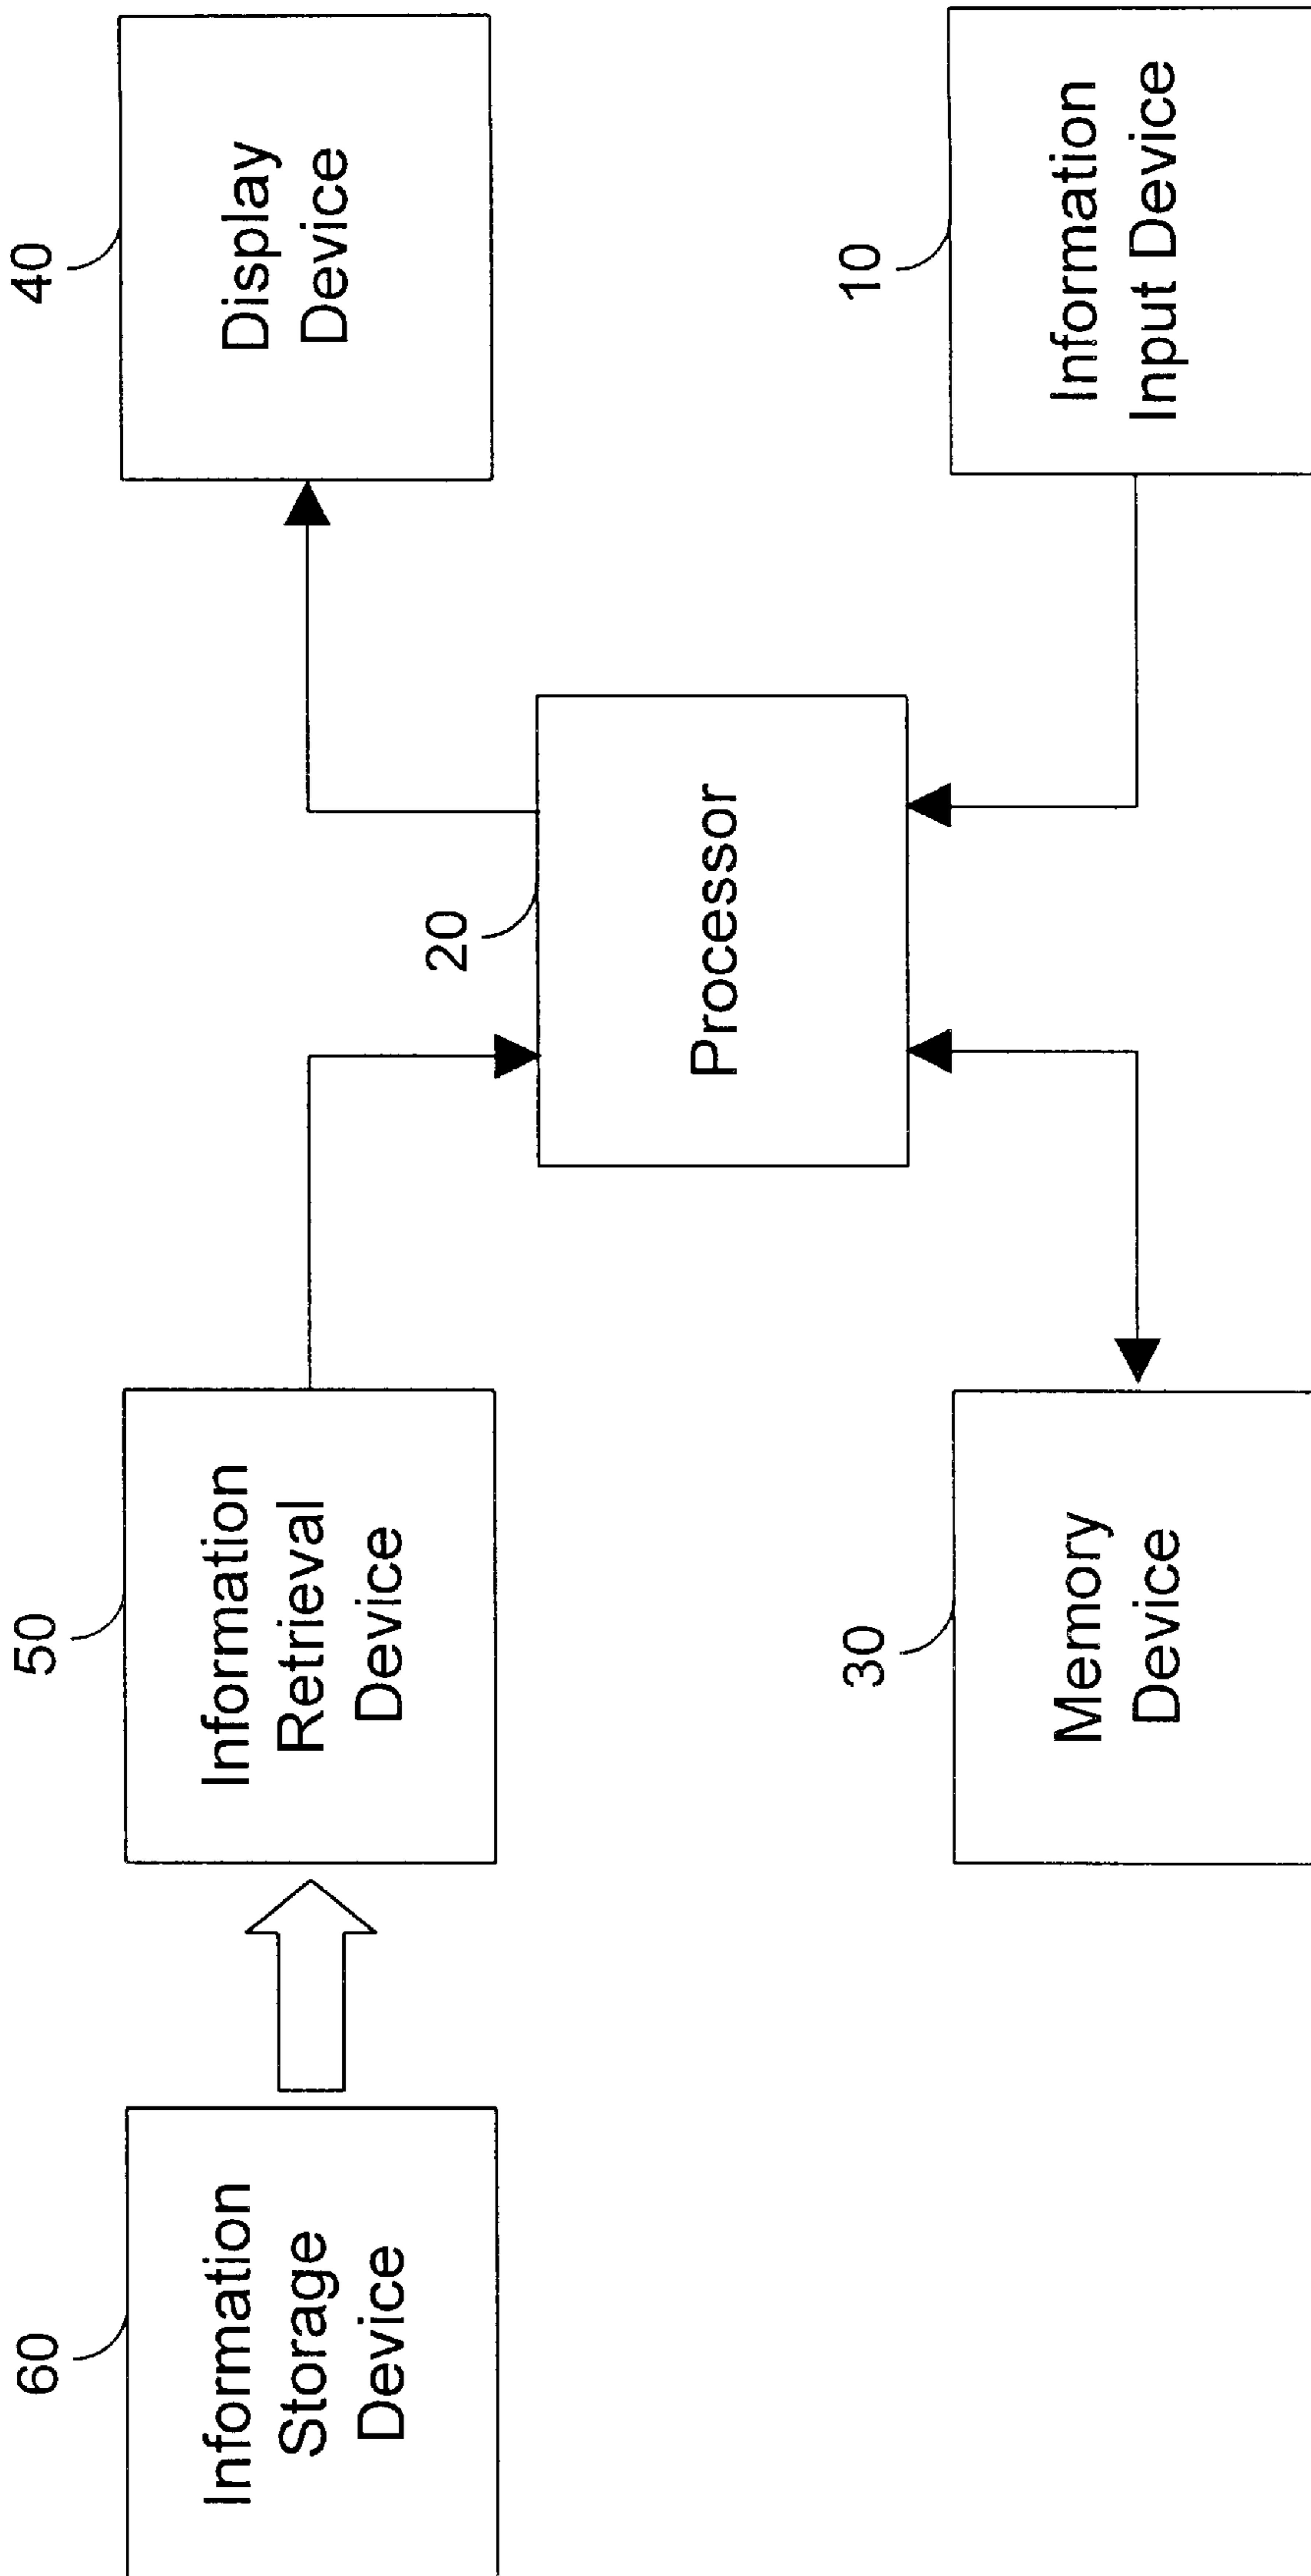 60
Information
Storage
Device
50
Information
Retrieval
Device
40
Display
Device
20
Processor
30
Memory
Device
10
Information
Input Device